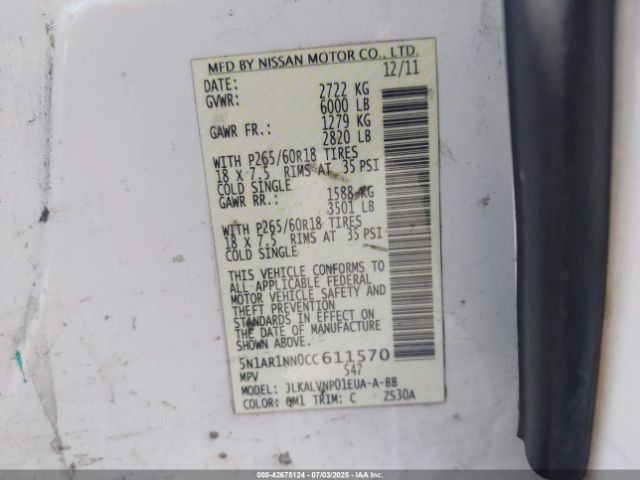 MFD BY NISSAN MOTOR CO., LTD.
DATE: 12/11
GVWR: 2722 KG
6000 LB
GAWR FR.: 1279 KG
2820 LB
WITH P265/60R18 TIRES
18 X 7.5 RIMS AT 35 PSI
COLD SINGLE
GAWR RR.: 1588 KG
3501 LB
WITH P265/60R18 TIRES
18 X 7.5 RIMS AT 35 PSI
COLD SINGLE
THIS VEHICLE CONFORMS TO
ALL APPLICABLE FEDERAL
MOTOR VEHICLE SAFETY AND
THEFT PREVENTION
STANDARDS IN EFFECT ON
THE DATE OF MANUFACTURE
SHOWN ABOVE.
5N1AR1NN0CC 611570
MPV 547
MODEL: JLKALVNP01EUA-A-BB
COLOR: QM1 TRIM: C ZS30A
000-42675124 - 07/03/2025 - IAAI.com